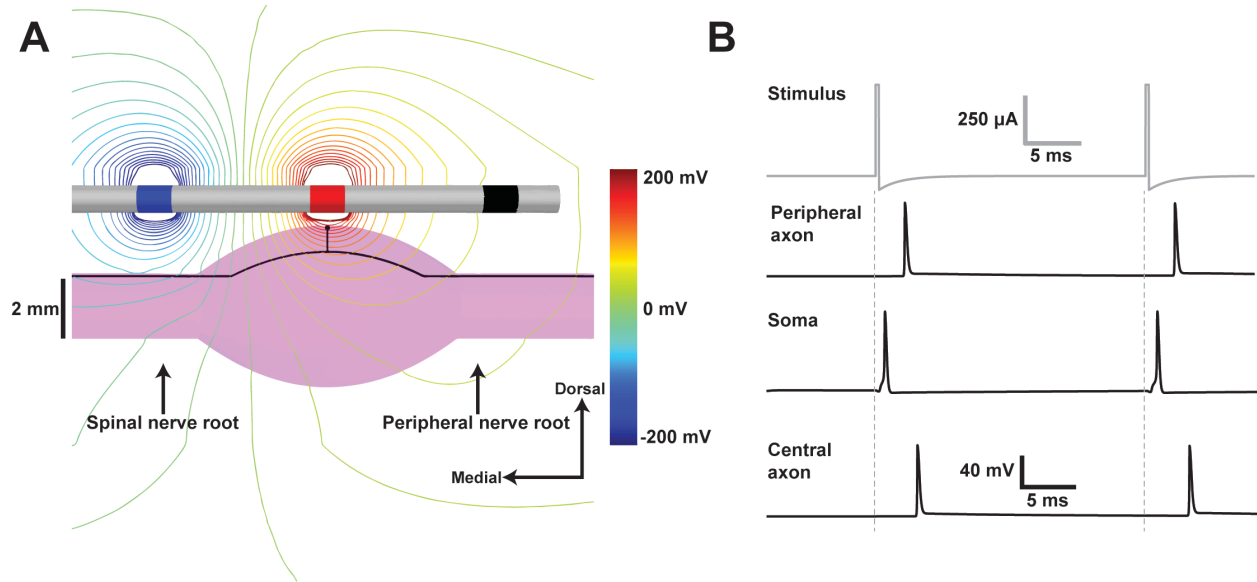 A
200 mV
0 mV
-200 mV
2 mm
Spinal nerve root
Peripheral nerve root
Dorsal
Medial
B
Stimulus
250 µA
5 ms
Peripheral
axon
Soma
Central
axon
40 mV
5 ms